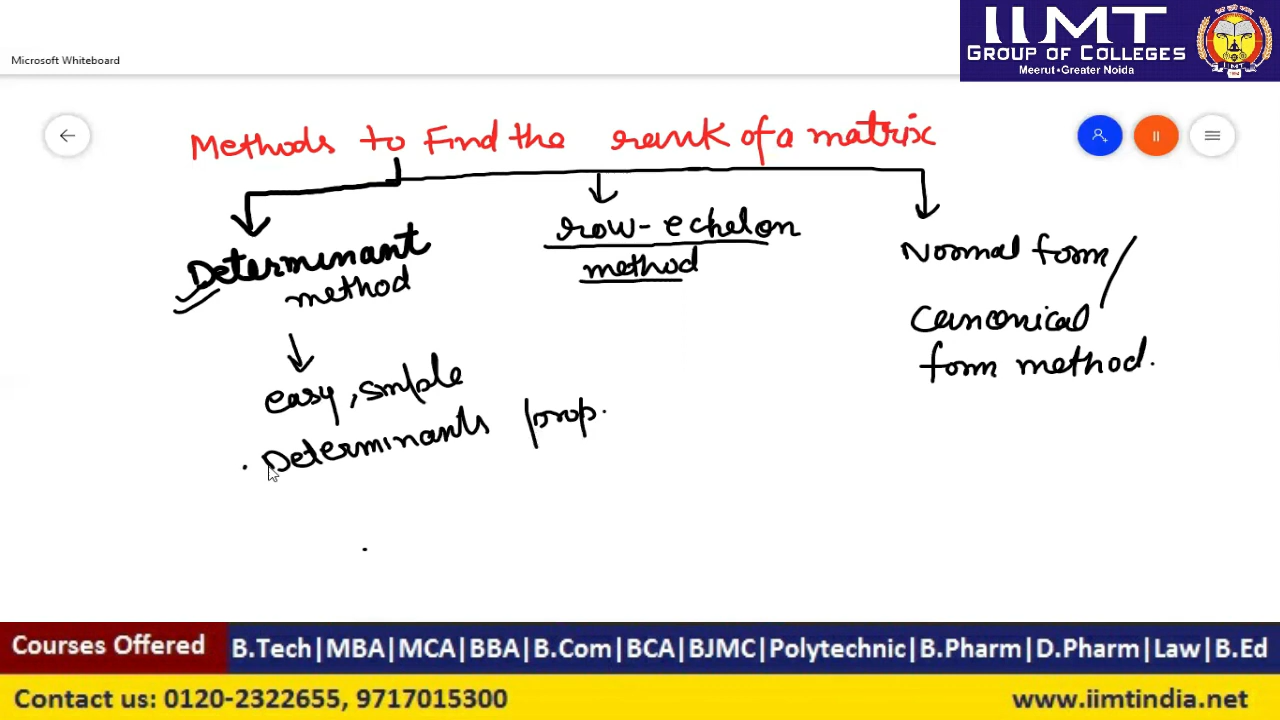 IIMT
GROUP OF COLLEGES
Meerut•Greater Noida
Microsoft Whiteboard
Methods to Find the rank of a matrix
Determinant
method
row-echelon
method
Normal form/
Canonical
form method.
easy, simple
. Determinants prop.
Courses Offered
B.Tech|MBA|MCA|BBA|B.Com|BCA|BJMC|Polytechnic|B.Pharm|D.Pharm|Law|B.Ed
Contact us: 0120-2322655, 9717015300
www.iimtindia.net